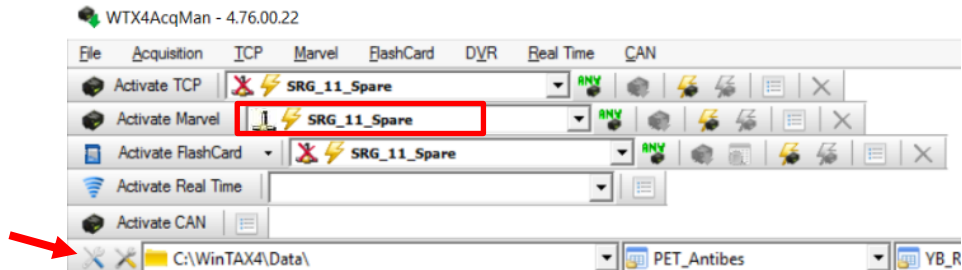 WTX4AcqMan - 4.76.00.22
File Acquisition TCP Marvel FlashCard DVR Real Time CAN
Activate TCP SRG_11_Spare ANY
Activate Marvel SRG_11_Spare ANY
Activate FlashCard SRG_11_Spare ANY
Activate Real Time
Activate CAN
C:\WinTAX4\Data\ PET_Antibes YB_R